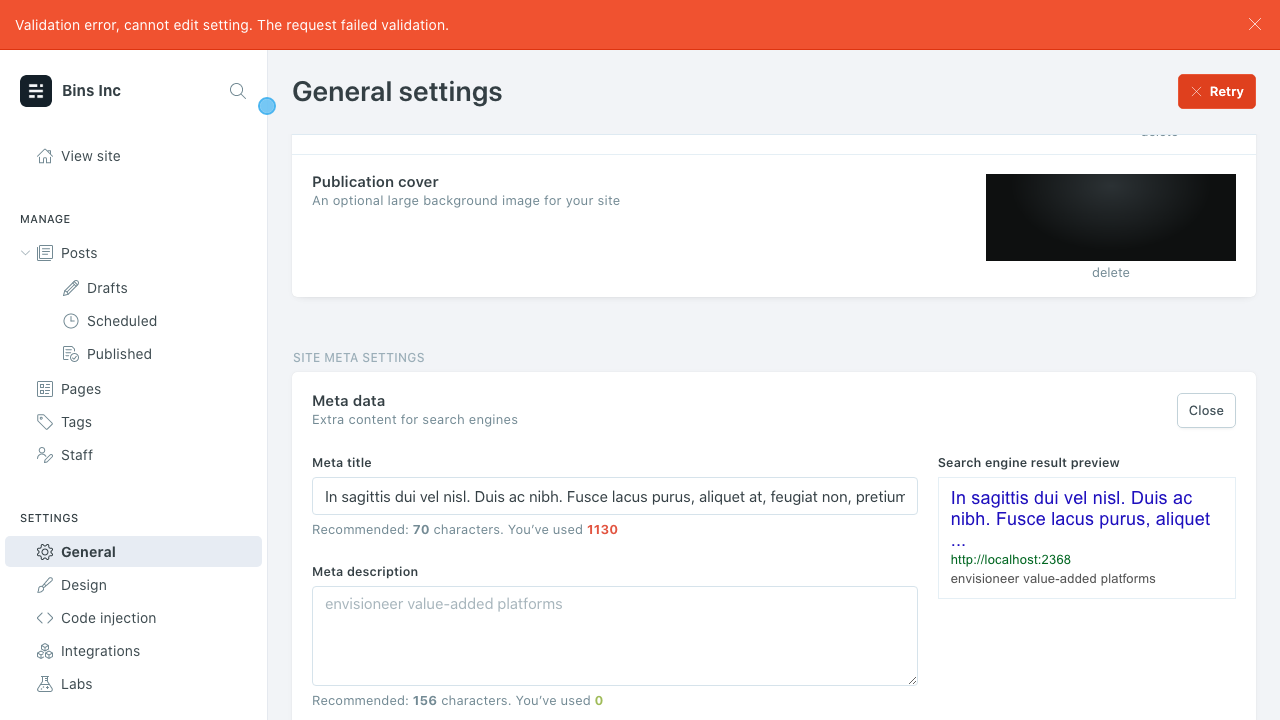 Validation error, cannot edit setting. The request failed validation.
Bins Inc
General settings
Retry
View site
MANAGE
Posts
Drafts
Scheduled
Published
Pages
Tags
Staff
SETTINGS
General
Design
Code injection
Integrations
Labs
Publication cover
An optional large background image for your site
delete
SITE META SETTINGS
Meta data
Extra content for search engines
Close
Meta title
In sagittis dui vel nisl. Duis ac nibh. Fusce lacus purus, aliquet at, feugiat non, pretium
Recommended: 70 characters. You've used 1130
Meta description
envisioneer value-added platforms
Recommended: 156 characters. You've used 0
Search engine result preview
In sagittis dui vel nisl. Duis ac
nibh. Fusce lacus purus, aliquet
...
http://localhost:2368
envisioneer value-added platforms